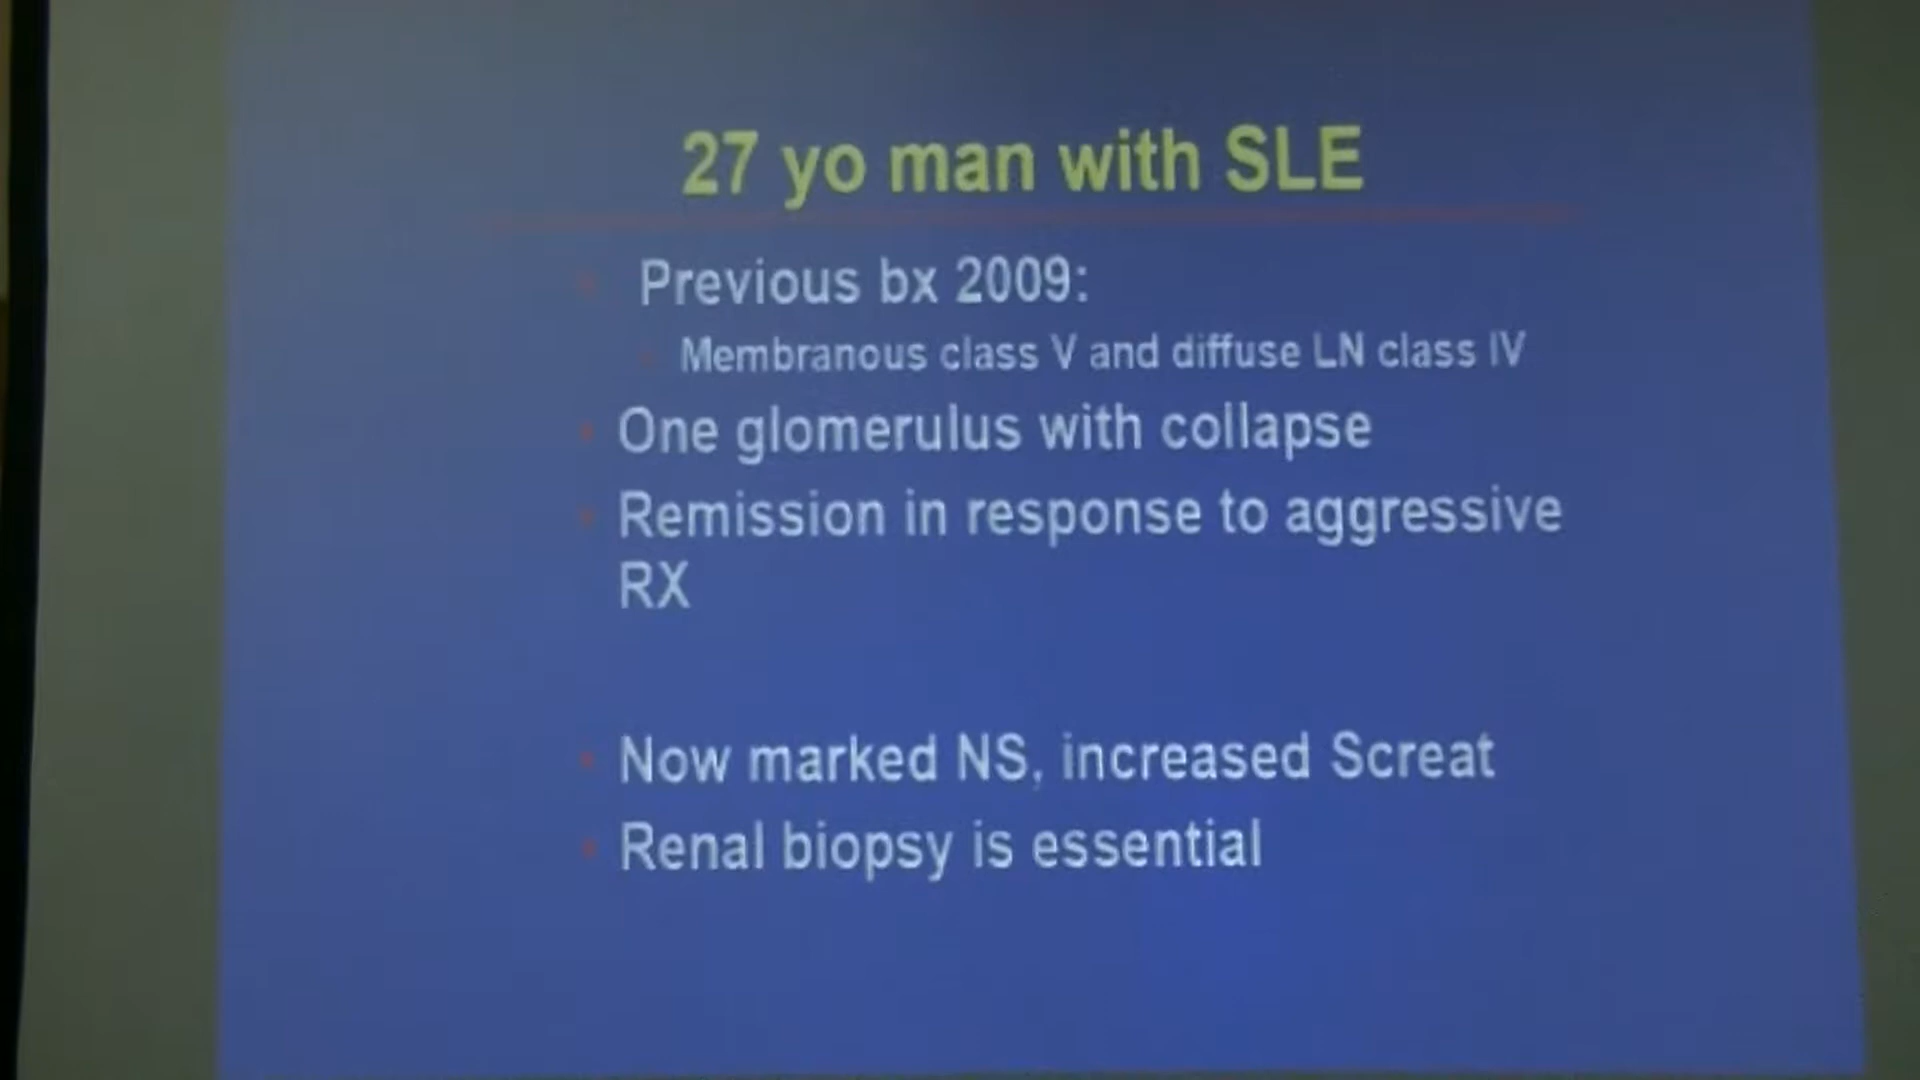 27 yo man with SLE
Previous bx 2009:
Membranous class V and diffuse LN class IV
One glomerulus with collapse
Remission in response to aggressive
RX
Now marked NS, increased Screat
Renal biopsy is essential